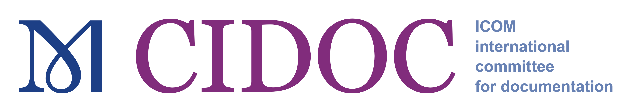 M CIDOC
ICOM
international
committee
for documentation